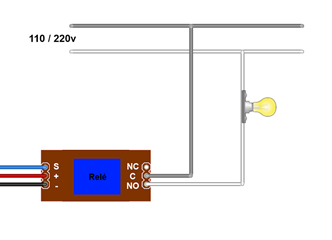 110 / 220v
S
+
-
Relé
NC
C
NO